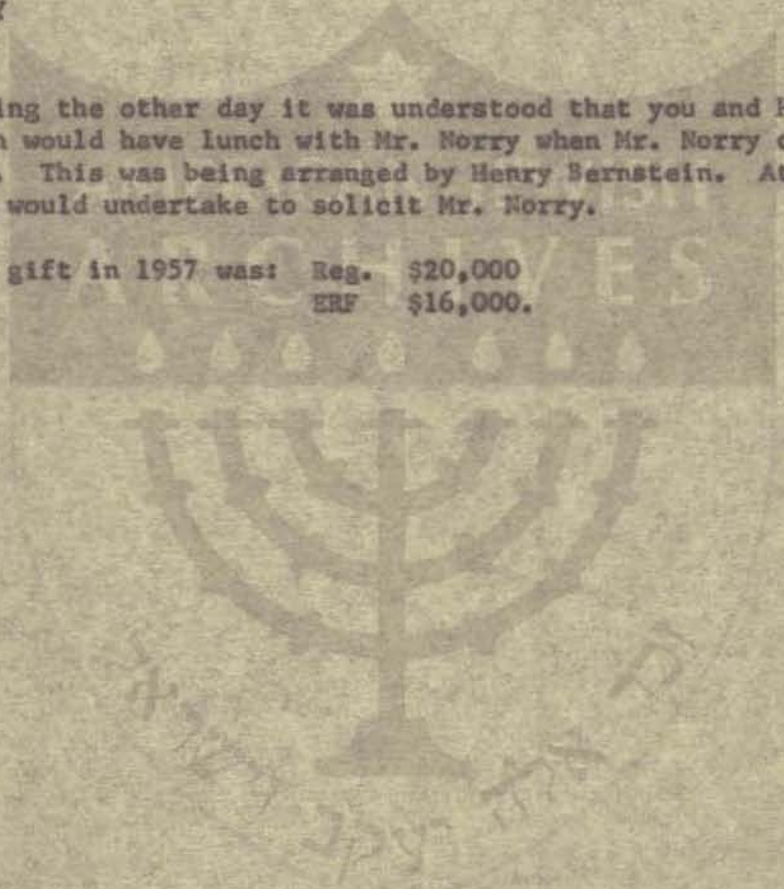 ing the other day it was understood that you and
would have lunch with Mr. Norry when Mr. Norry
. This was being arranged by Henry Bernstein. At
would undertake to solicit Mr. Norry.
gift in 1957 was: Reg. $20,000
ERF $16,000.
ARCHIVES